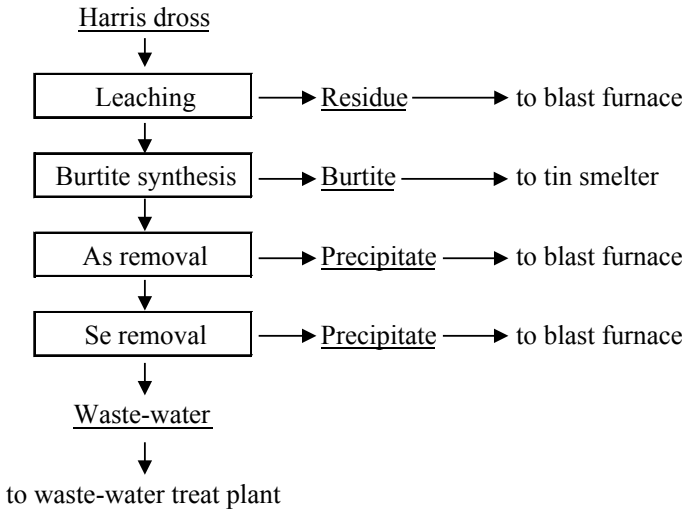 Harris dross
Leaching Residue to blast furnace
Burtite synthesis Burtite to tin smelter
As removal Precipitate to blast furnace
Se removal Precipitate to blast furnace
Waste-water
to waste-water treat plant